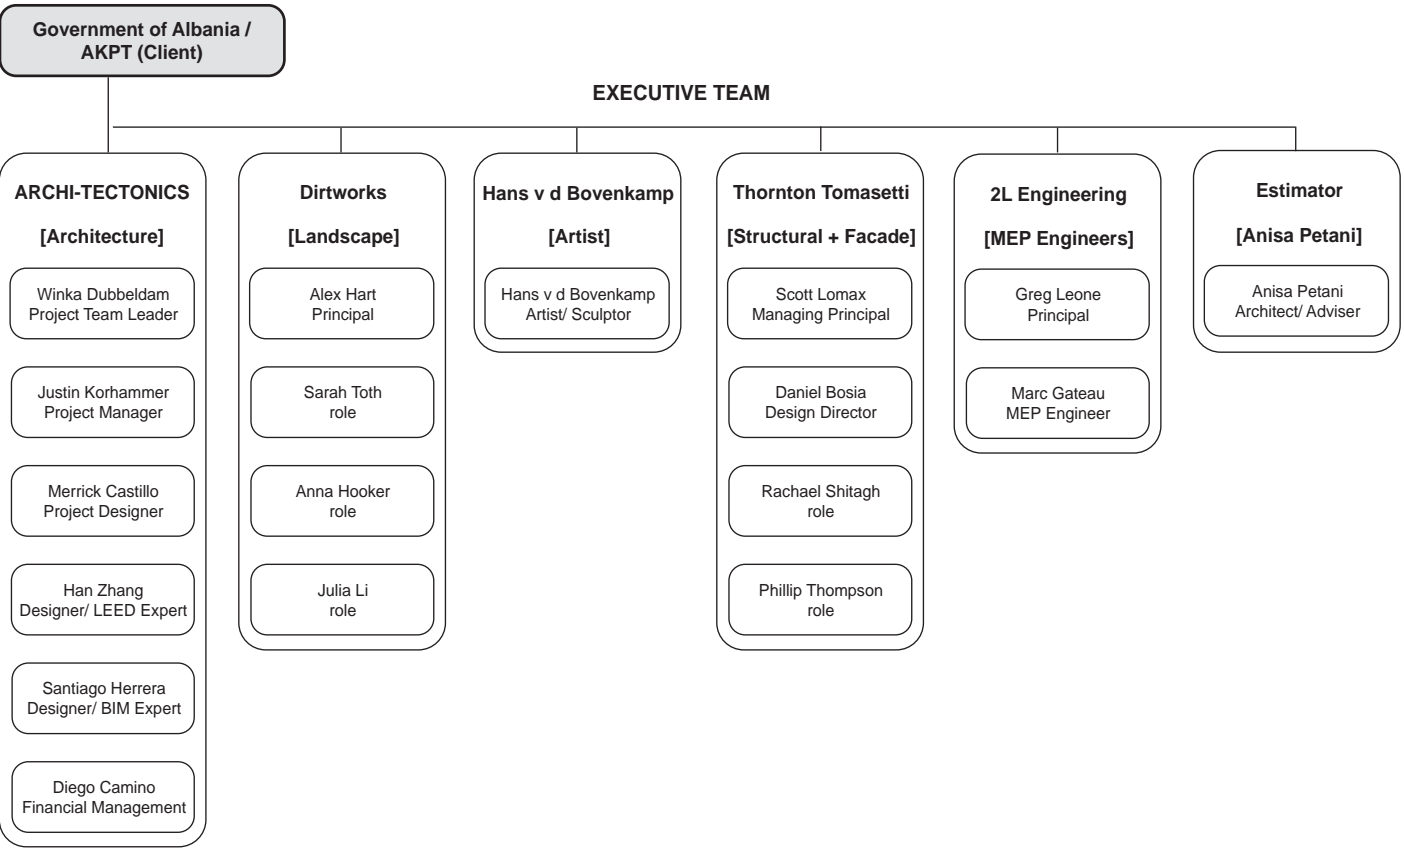 Government of Albania /
AKPT (Client)
EXECUTIVE TEAM
ARCHI-TECTONICS
[Architecture]
Winka Dubbeldam
Project Team Leader
Justin Korhammer
Project Manager
Merrick Castillo
Project Designer
Han Zhang
Designer/ LEED Expert
Santiago Herrera
Designer/ BIM Expert
Diego Camino
Financial Management
Dirtworks
[Landscape]
Alex Hart
Principal
Sarah Toth
role
Anna Hooker
role
Julia Li
role
Hans v d Bovenkamp
[Artist]
Hans v d Bovenkamp
Artist/ Sculptor
Thornton Tomasetti
[Structural + Facade]
Scott Lomax
Managing Principal
Daniel Bosia
Design Director
Rachael Shitagh
role
Phillip Thompson
role
2L Engineering
[MEP Engineers]
Greg Leone
Principal
Marc Gateau
MEP Engineer
Estimator
[Anisa Petani]
Anisa Petani
Architect/ Adviser